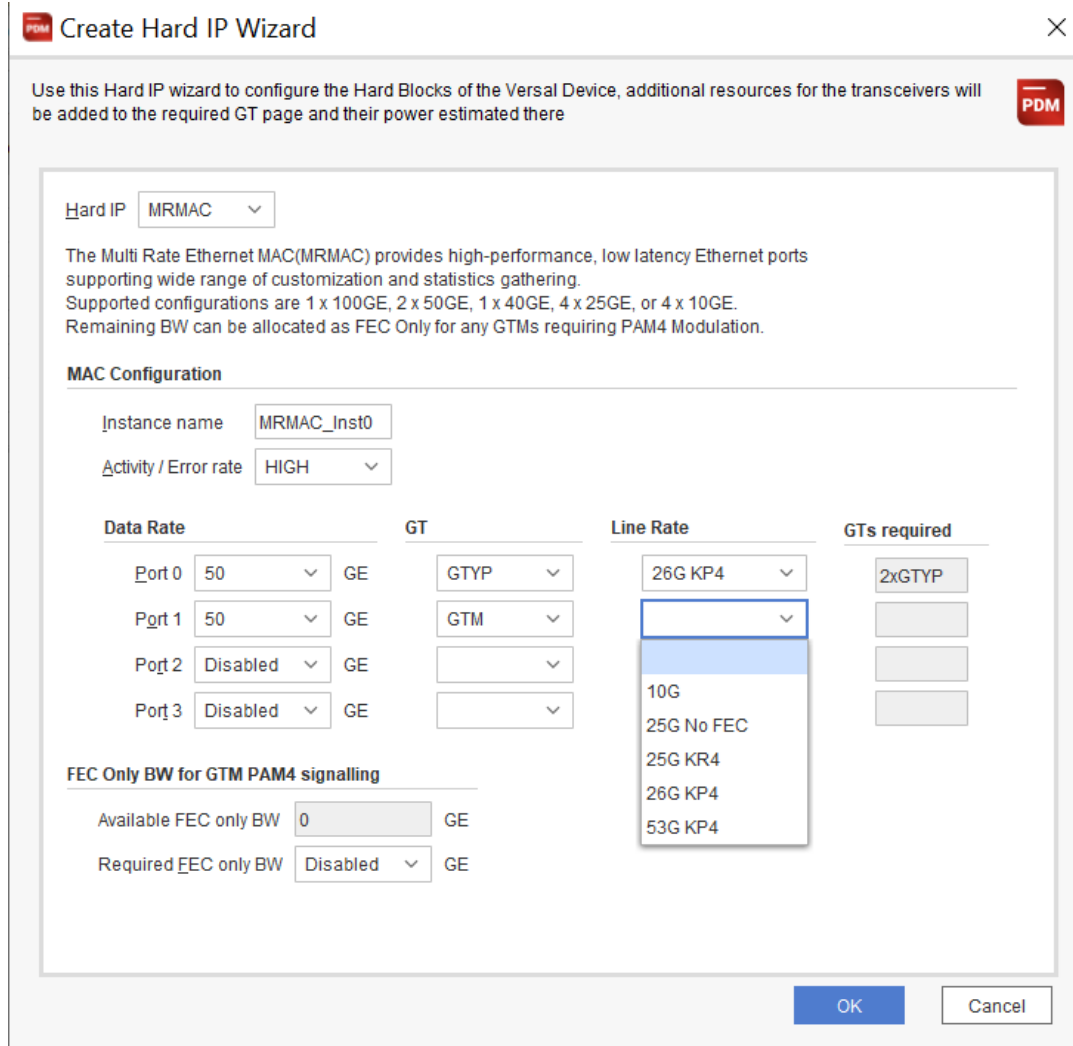 PDM Create Hard IP Wizard
Use this Hard IP wizard to configure the Hard Blocks of the Versal Device, additional resources for the transceivers will
be added to the required GT page and their power estimated there
PDM
Hard IP MRMAC
The Multi Rate Ethernet MAC(MRMAC) provides high-performance, low latency Ethernet ports
supporting wide range of customization and statistics gathering.
Supported configurations are 1 x 100GE, 2 x 50GE, 1 x 40GE, 4 x 25GE, or 4 x 10GE.
Remaining BW can be allocated as FEC Only for any GTMs requiring PAM4 Modulation.
MAC Configuration
Instance name MRMAC_Inst0
Activity / Error rate HIGH
Data Rate GT Line Rate GTs required
Port 0 50 GE GTYP 26G KP4 2xGTYP
Port 1 50 GE GTM
Port 2 Disabled GE
Port 3 Disabled GE
10G
25G No FEC
25G KR4
26G KP4
53G KP4
FEC Only BW for GTM PAM4 signalling
Available FEC only BW 0 GE
Required FEC only BW Disabled GE
OK Cancel